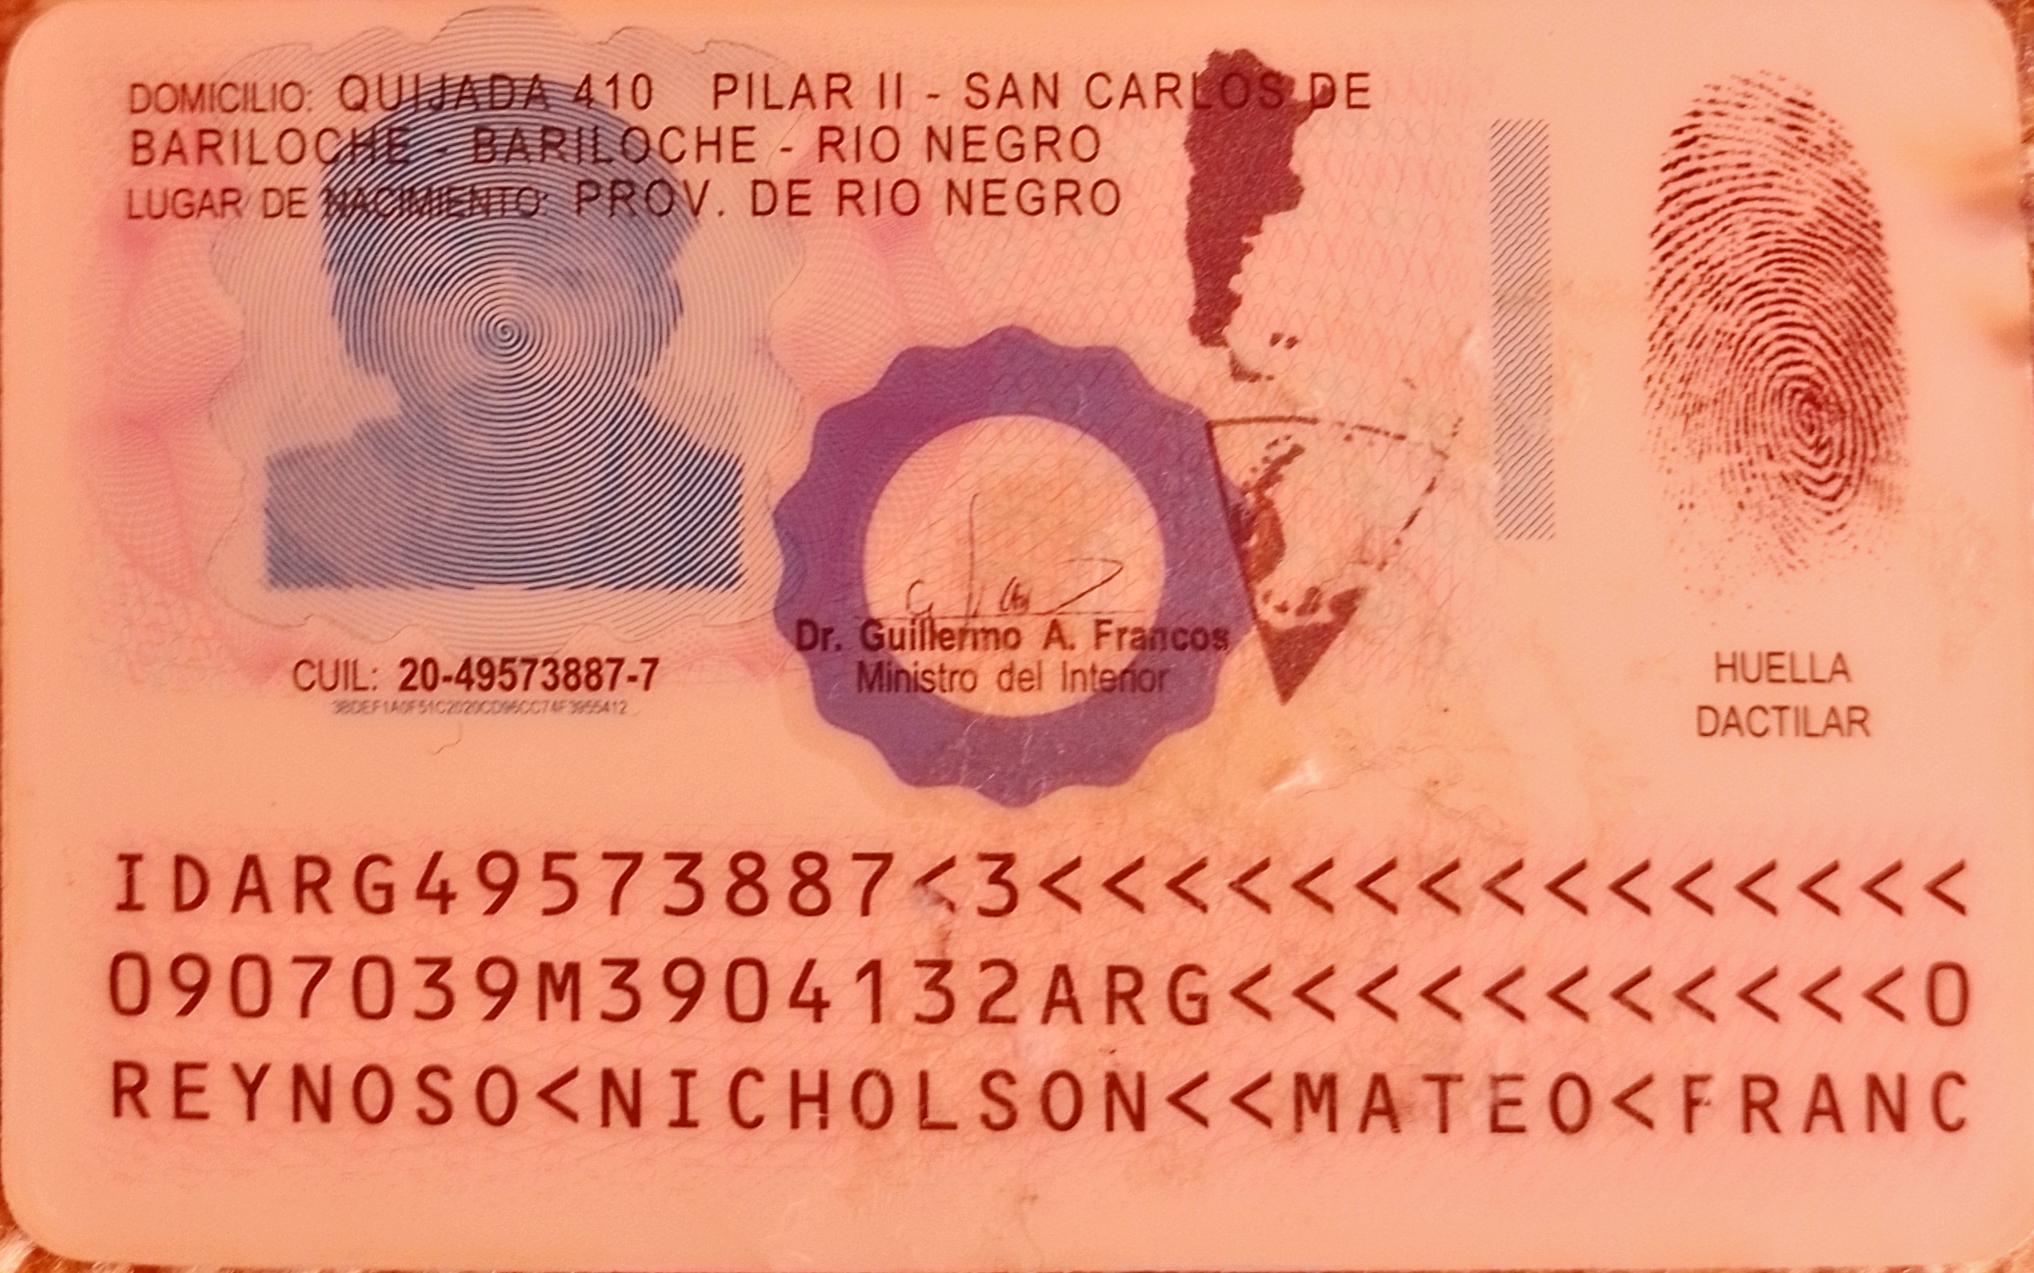 DOMICILIO: QUIJADA 410 PILAR II - SAN CARLOS DE
BARILOCHE - BARILOCHE - RIO NEGRO
LUGAR DE NACIMIENTO: PROV. DE RIO NEGRO
Dr. Guillermo A. Francos
Ministro del Interior
CUIL: 20-49573887-7
HUELLA
DACTILAR
IDARG49573887<3<<<<<<<<<<<<<<<
0907039M3904132ARG<<<<<<<<<<<0
REYNOSO<NICHOLSON<<MATEO<FRANC